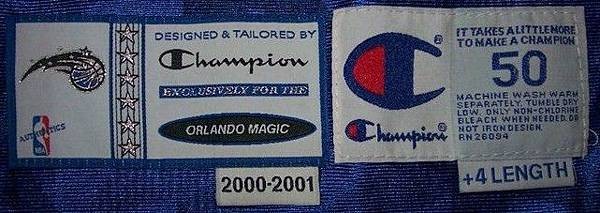 DESIGNED & TAILORED BY
Champion
EXCLUSIVELY FOR THE
ORLANDO MAGIC
NBA
AUTHENTICS
2000-2001
Champion
IT TAKES A LITTLE MORE
TO MAKE A CHAMPION
50
MACHINE WASH WARM
SEPARATELY. TUMBLE DRY
LOW. ONLY NON-CHLORINE
BLEACH WHEN NEEDED. DO
NOT IRON DESIGN.
RN 26094
+4 LENGTH